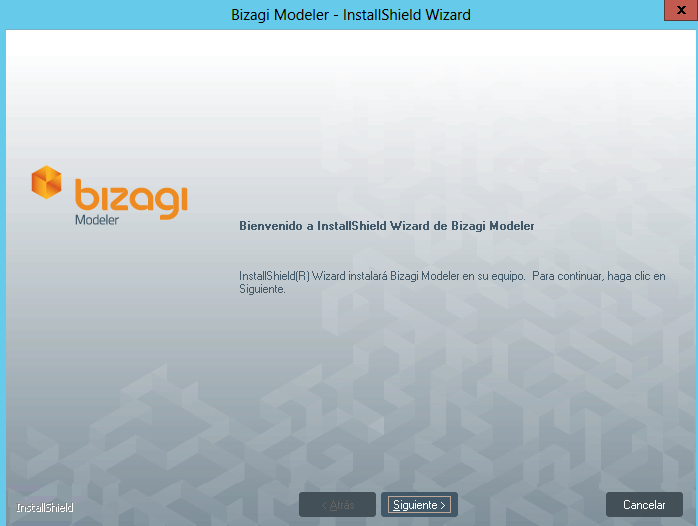 Bizagi Modeler - InstallShield Wizard
x
bizagi
Modeler
Bienvenido a InstallShield Wizard de Bizagi Modeler
InstallShield(R) Wizard instalará Bizagi Modeler en su equipo. Para continuar, haga clic en
Siguiente.
InstallShield
< Atrás
Siguiente >
Cancelar